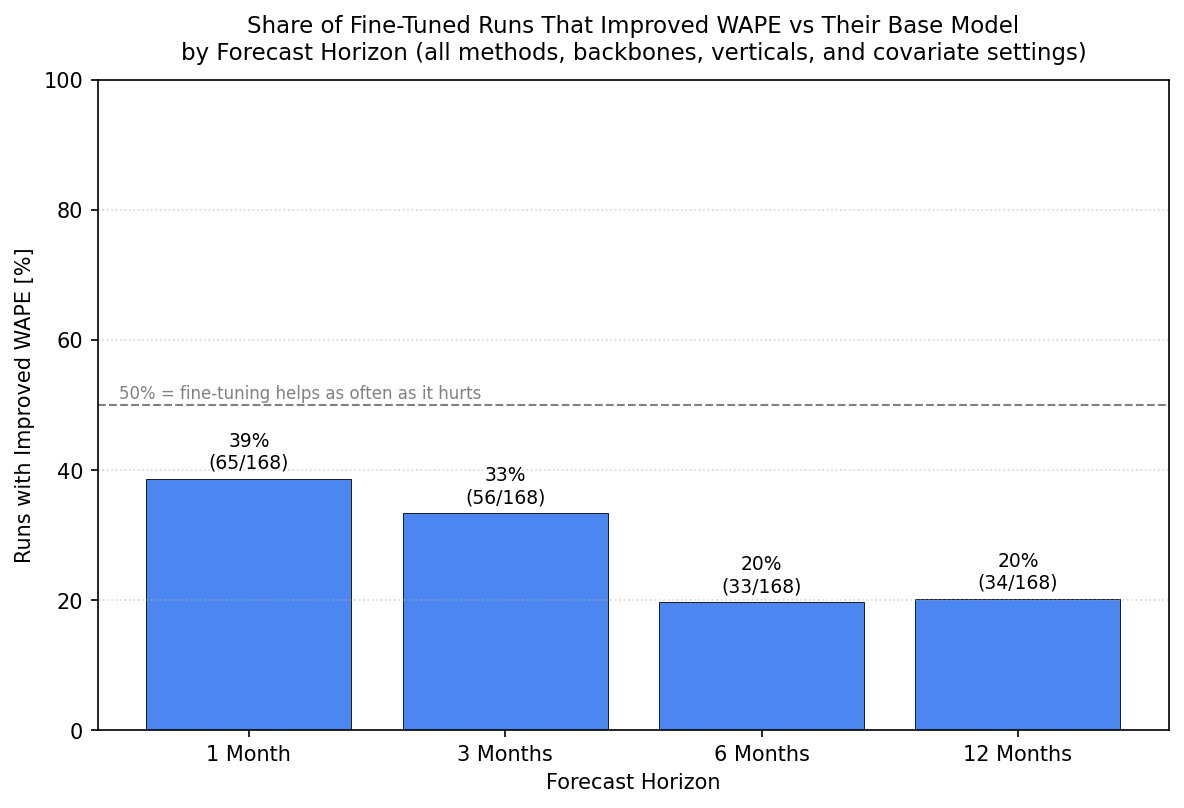 Share of Fine-Tuned Runs That Improved WAPE vs Their Base Model
by Forecast Horizon (all methods, backbones, verticals, and covariate settings)
100
80
60
40
20
0
Runs with Improved WAPE [%]
50% = fine-tuning helps as often as it hurts
39%
(65/168)
33%
(56/168)
20%
(33/168)
20%
(34/168)
1 Month
3 Months
6 Months
12 Months
Forecast Horizon